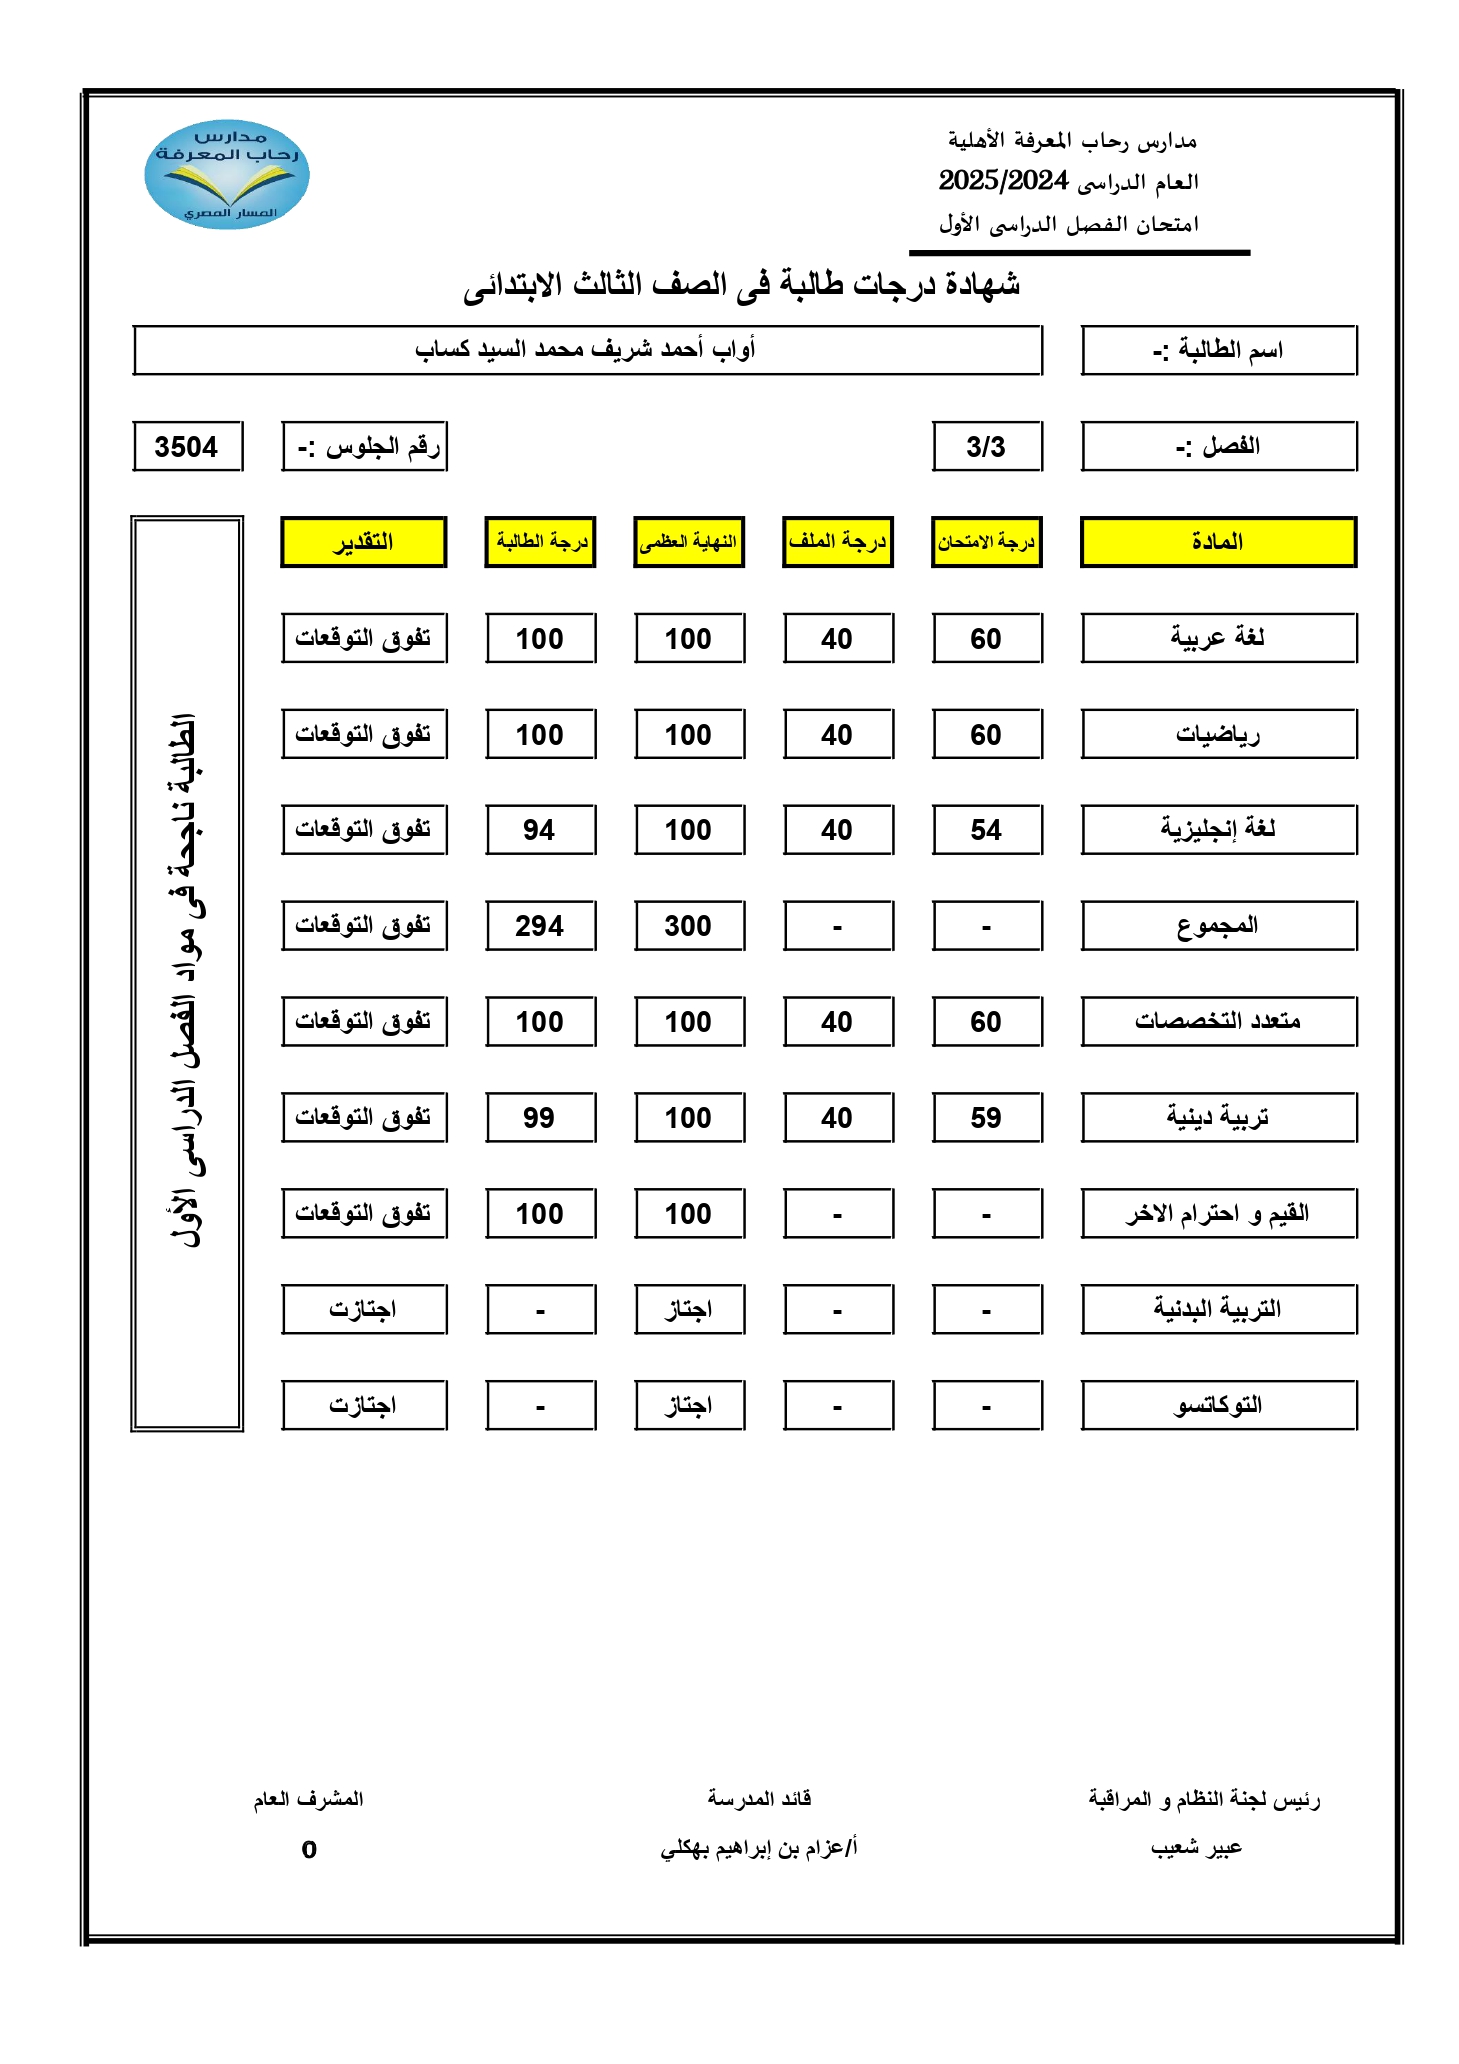 مدارس رحاب المعرفة الأهلية
العام الدراسى 2025/2024
امتحان الفصل الدراسى الأول
مدارس
رحاب المعرفة
المسار المصري
شهادة درجات طالبة فى الصف الثالث الابتدائى
اسم الطالبة :- أواب أحمد شريف محمد السيد كساب
الفصل :- 3/3 رقم الجلوس :- 3504
المادة درجة الامتحان درجة الملف النهاية العظمى درجة الطالبة التقدير
لغة عربية 60 40 100 100 تفوق التوقعات
رياضيات 60 40 100 100 تفوق التوقعات
لغة إنجليزية 54 40 100 94 تفوق التوقعات
المجموع - - 300 294 تفوق التوقعات
متعدد التخصصات 60 40 100 100 تفوق التوقعات
تربية دينية 59 40 100 99 تفوق التوقعات
القيم و احترام الاخر - - 100 100 تفوق التوقعات
التربية البدنية - - اجتاز - اجتازت
التوكاتسو - - اجتاز - اجتازت
الطالبة ناجحة فى مواد الفصل الدراسى الأول
رئيس لجنة النظام و المراقبة قائد المدرسة المشرف العام
عبير شعيب أ/عزام بن إبراهيم بهكلي 0